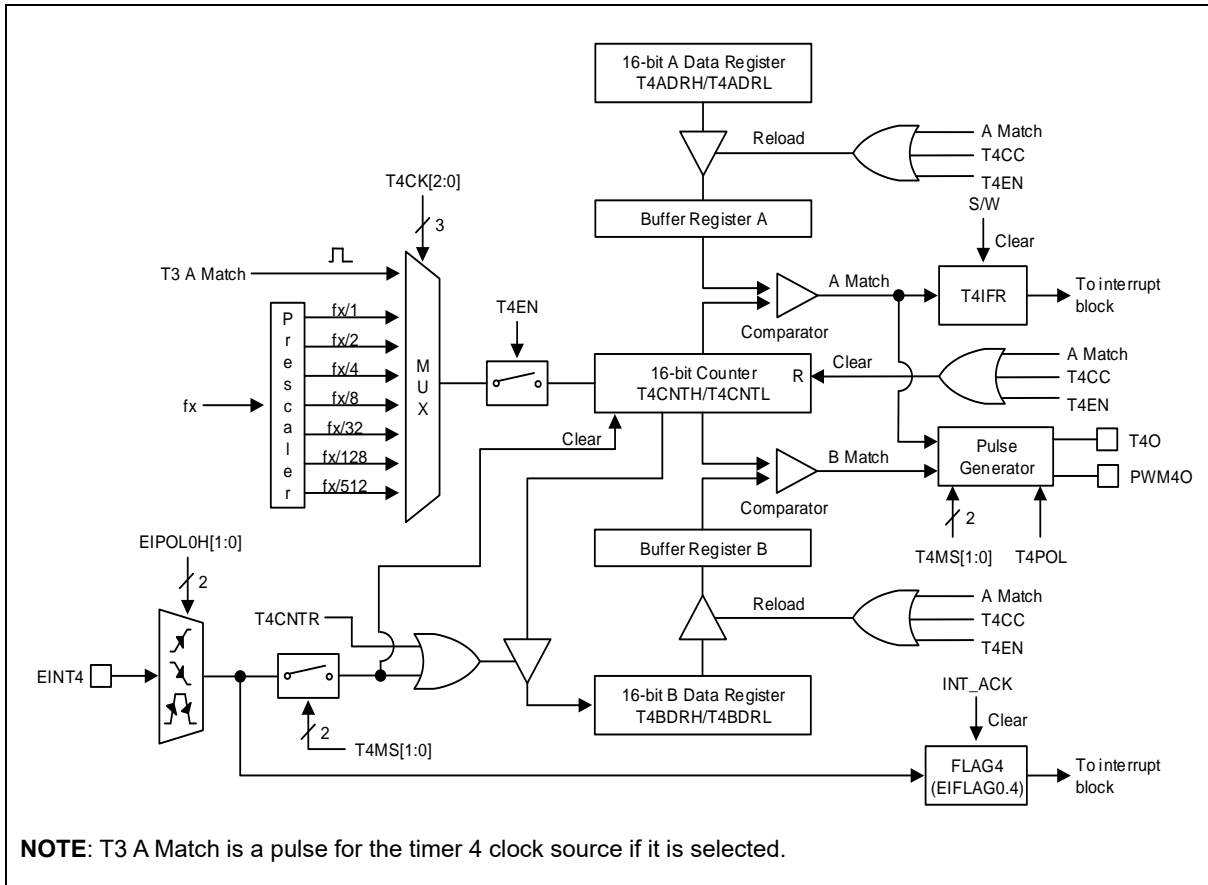 16-bit A Data Register
T4ADRH/T4ADRL
Reload
A Match
T4CC
T4EN
T4CK[2:0]
3
Buffer Register A
S/W
Clear
T3 A Match
A Match
T4IFR
To interrupt
block
Comparator
Prescaler
fx/1
fx/2
fx/4
fx/8
fx/32
fx/128
fx/512
fx
MUX
T4EN
16-bit Counter
T4CNTH/T4CNTL
R
Clear
A Match
T4CC
T4EN
Clear
B Match
Comparator
Pulse
Generator
T4O
PWM4O
2
T4MS[1:0]
T4POL
Buffer Register B
EIPOL0H[1:0]
2
T4CNTR
Reload
A Match
T4CC
T4EN
EINT4
2
T4MS[1:0]
16-bit B Data Register
T4BDRH/T4BDRL
INT_ACK
Clear
FLAG4
(EIFLAG0.4)
To interrupt
block
NOTE: T3 A Match is a pulse for the timer 4 clock source if it is selected.